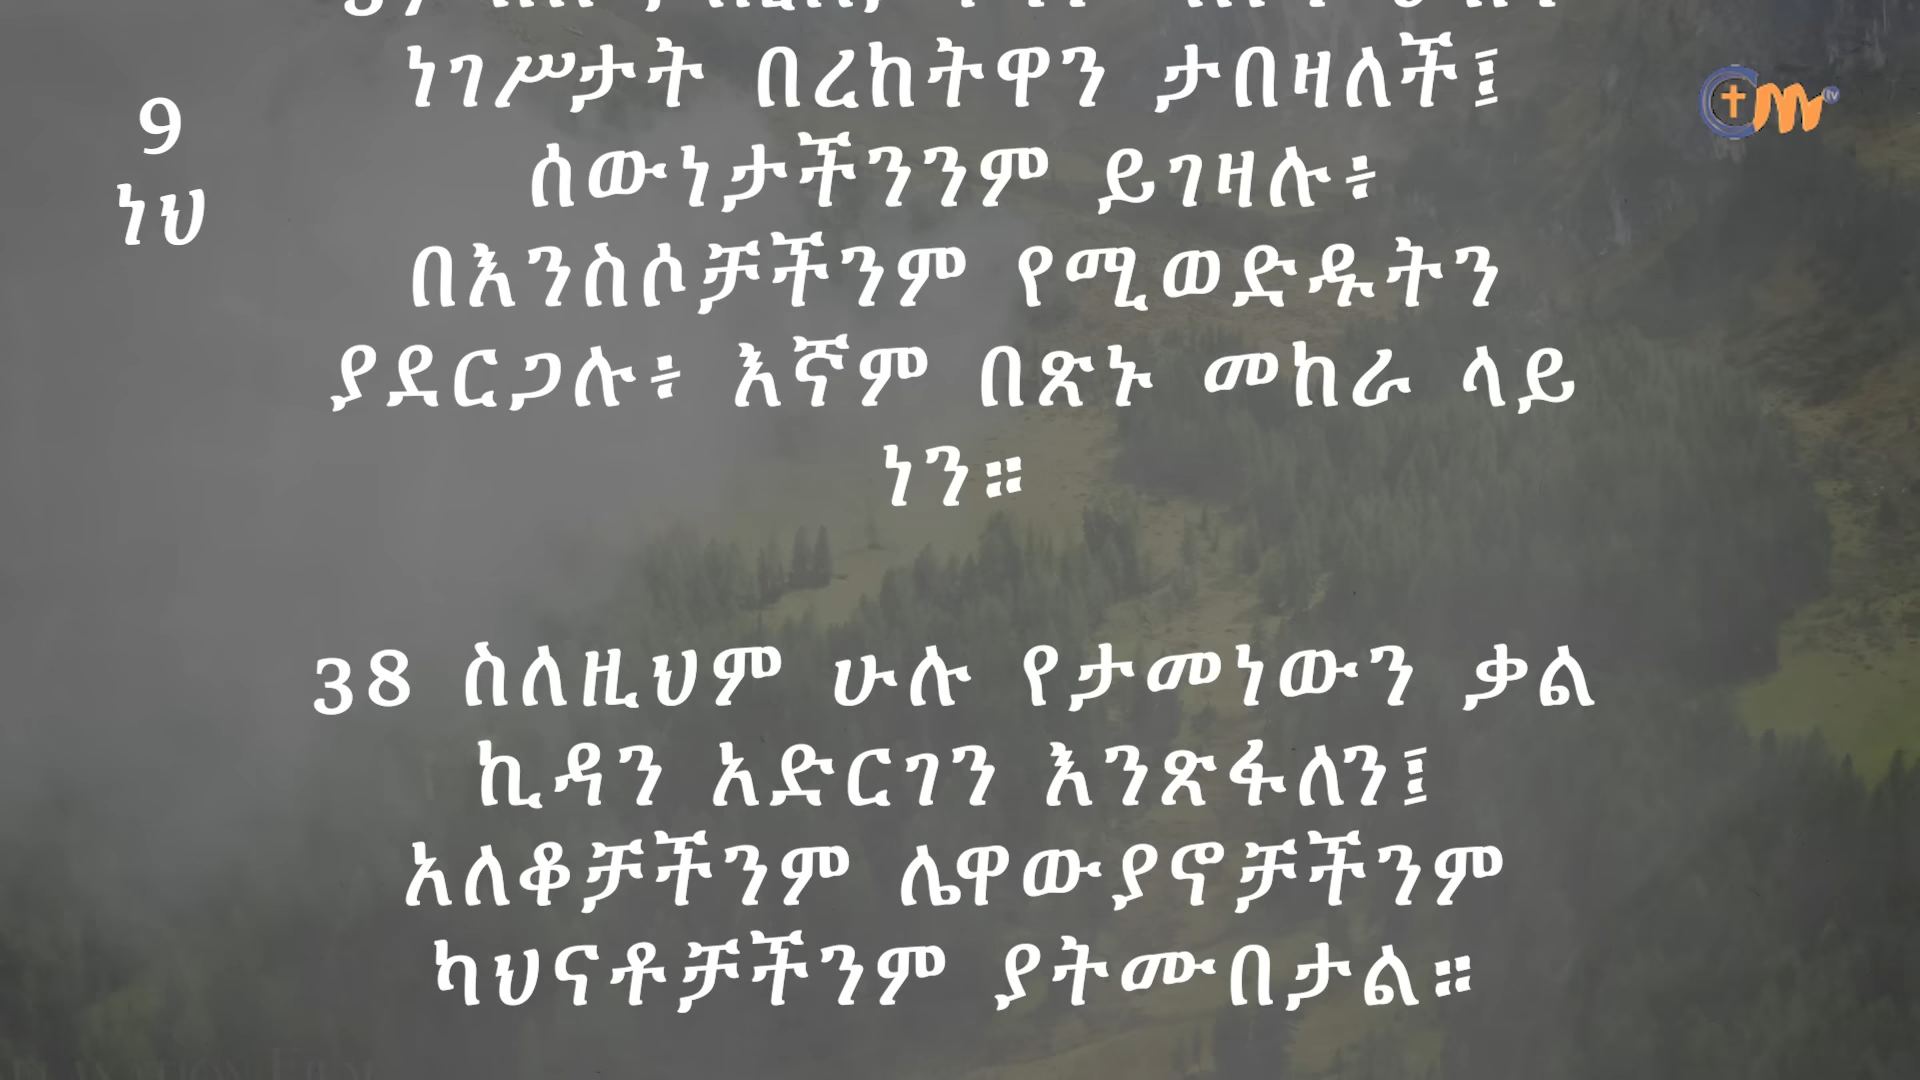 9
ነህ
ነገሥታት በረከትዋን ታበዛለች፤
ሰውነታችንንም ይገዛሉ፥
በእንስሶቻችንም የሚወድዱትን
ያደርጋሉ፥ እኛም በጽኑ መከራ ላይ
ነን።
38 ስለዚህም ሁሉ የታመነውን ቃል
ኪዳን አድርገን እንጽፋለን፤
አለቆቻችንም ሌዋውያኖቻችንም
ካህናቶቻችንም ያትሙበታል።
tv